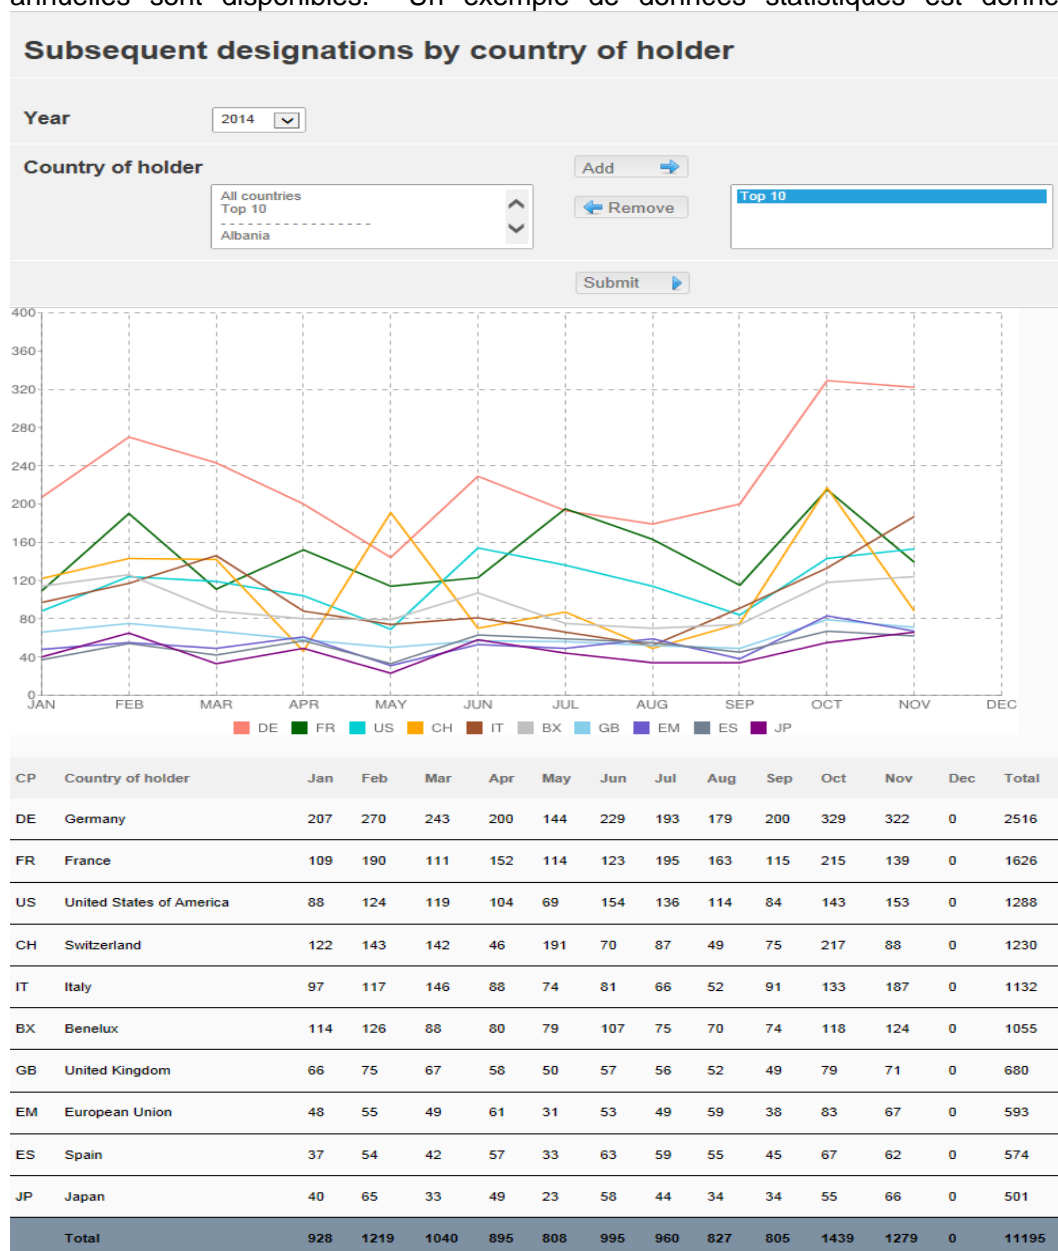 annuelles sont disponibles. Un exemple de données statistiques est donné
Subsequent designations by country of holder
Year
2014
Country of holder
Add
All countries
Top 10
Albania
Remove
Top 10
Submit
400
360
320
280
240
200
160
120
80
40
0
JAN FEB MAR APR MAY JUN JUL AUG SEP OCT NOV DEC
DE FR US CH IT BX GB EM ES JP
CP Country of holder Jan Feb Mar Apr May Jun Jul Aug Sep Oct Nov Dec Total
DE Germany 207 270 243 200 144 229 193 179 200 329 322 0 2516
FR France 109 190 111 152 114 123 195 163 115 215 139 0 1626
US United States of America 88 124 119 104 69 154 136 114 84 143 153 0 1288
CH Switzerland 122 143 142 46 191 70 87 49 75 217 88 0 1230
IT Italy 97 117 146 88 74 81 66 52 91 133 187 0 1132
BX Benelux 114 126 88 80 79 107 75 70 74 118 124 0 1055
GB United Kingdom 66 75 67 58 50 57 56 52 49 79 71 0 680
EM European Union 48 55 49 61 31 53 49 59 38 83 67 0 593
ES Spain 37 54 42 57 33 63 59 55 45 67 62 0 574
JP Japan 40 65 33 49 23 58 44 34 34 55 66 0 501
Total 928 1219 1040 895 808 995 960 827 805 1439 1279 0 11195